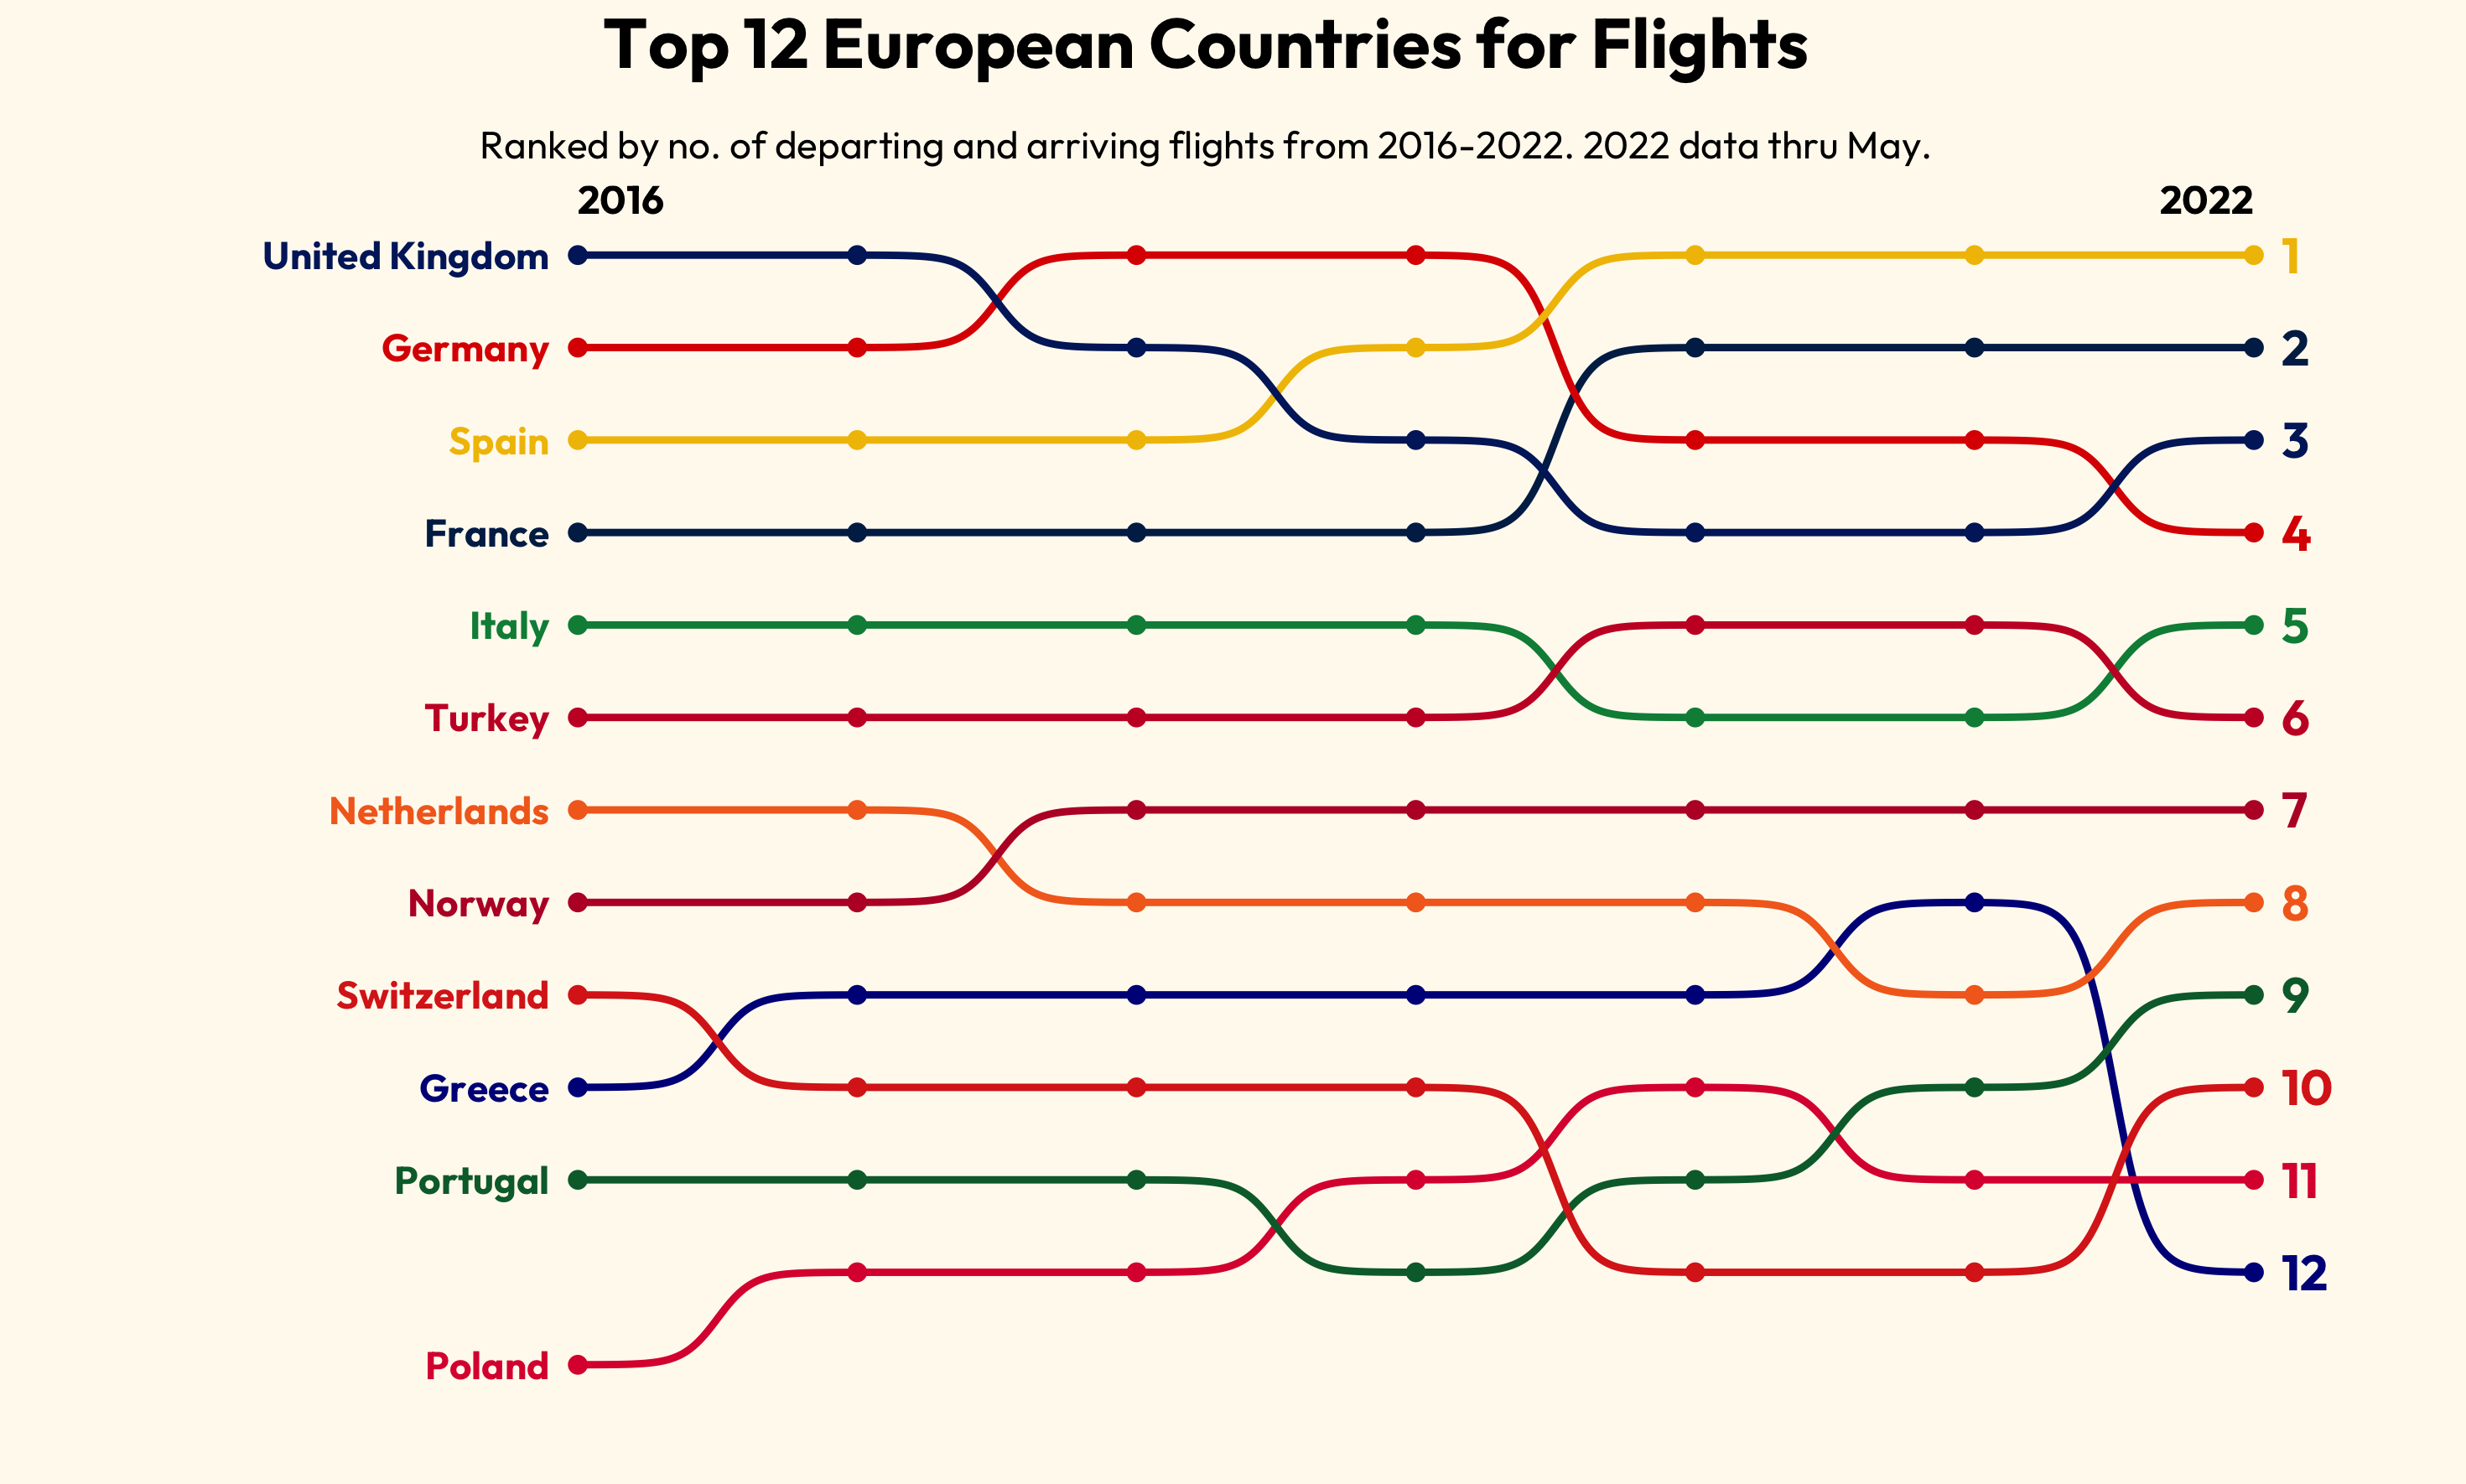 Top 12 European Countries for Flights
Ranked by no. of departing and arriving flights from 2016-2022. 2022 data thru May.
2016 2022
United Kingdom 1
Germany 2
Spain 3
France 4
Italy 5
Turkey 6
Netherlands 7
Norway 8
Switzerland 9
Greece 10
Portugal 11
12
Poland